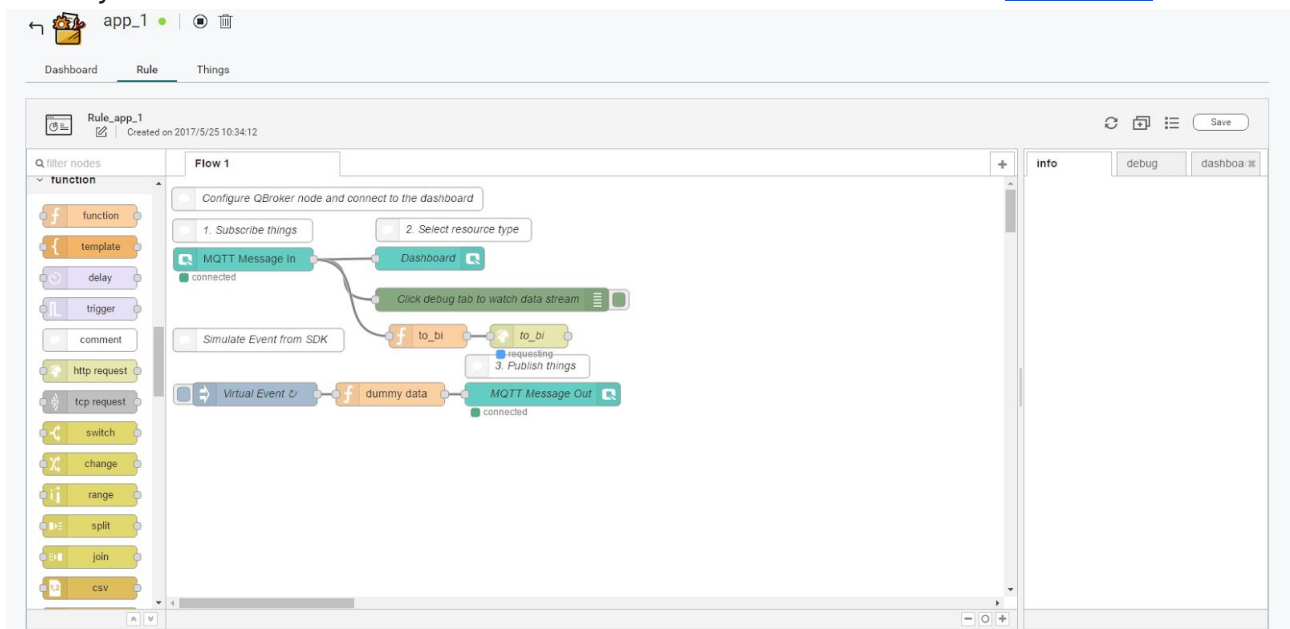 app_1
Dashboard Rule Things
Rule_app_1
Created on 2017/5/25 10:34:12
Save
filter nodes
Flow 1
info
debug
dashboa
function
function
template
delay
trigger
comment
http request
tcp request
switch
change
range
split
join
csv
Configure QBroker node and connect to the dashboard
1. Subscribe things
2. Select resource type
MQTT Message In
connected
Dashboard
Click debug tab to watch data stream
Simulate Event from SDK
to_bi
to_bi
requesting
3. Publish things
Virtual Event ↻
dummy data
MQTT Message Out
connected